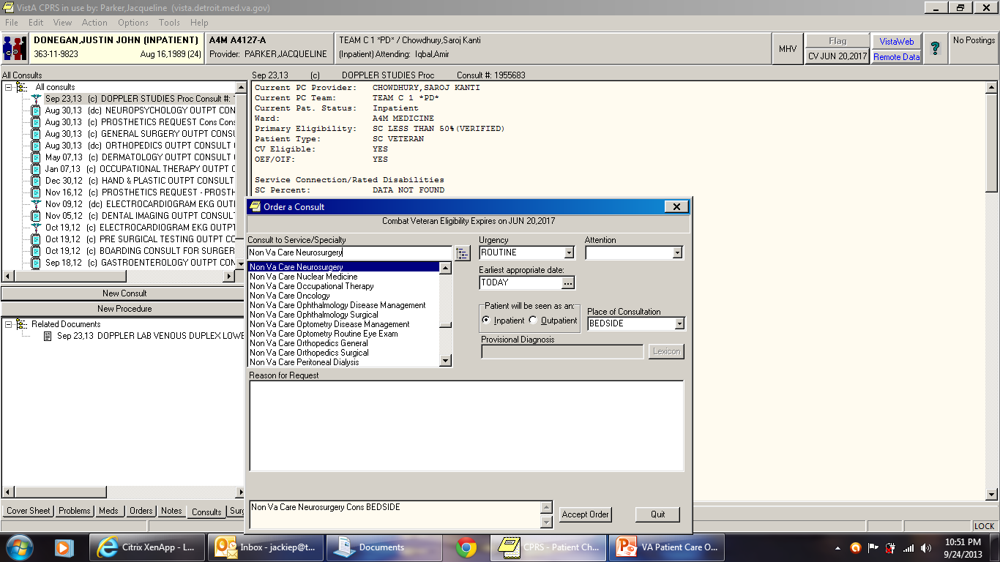 VistA CPRS in use by: Parker,Jacqueline (vista.detroit.med.va.gov)
File Edit View Action Options Tools Help
DONEGAN,JUSTIN JOHN (INPATIENT)
363-11-9823 Aug 16,1989 (24)
A4M A4127-A
Provider: PARKER,JACQUELINE
TEAM C 1 *PD* / Chowdhury,Saroj Kanti
(Inpatient) Attending: Iqbal,Amir
MHV
Flag
CV JUN 20,2017
VistaWeb
Remote Data
?
No Postings
All Consults
Sep 23,13 (c) DOPPLER STUDIES Proc Consult #: 1955683
All consults
Sep 23,13 (c) DOPPLER STUDIES Proc Consult #:
Aug 30,13 (dc) NEUROPSYCHOLOGY OUTPT CON
Aug 30,13 (c) PROSTHETICS REQUEST Cons Con
Aug 30,13 (c) GENERAL SURGERY OUTPT CONSU
Aug 30,13 (dc) ORTHOPEDICS OUTPT CONSULT
May 07,13 (c) DERMATOLOGY OUTPT CONSULT
Jan 07,13 (c) OCCUPATIONAL THERAPY OUTPT C
Dec 30,12 (c) HAND & PLASTIC OUTPT CONSULT
Nov 16,12 (c) PROSTHETICS REQUEST - PROSTH
Nov 09,12 (dc) ELECTROCARDIOGRAM EKG OUTP
Nov 05,12 (c) DENTAL IMAGING OUTPT CONSULT
Oct 19,12 (c) ELECTROCARDIOGRAM EKG OUTPT
Oct 19,12 (c) PRE SURGICAL TESTING OUTPT C
Oct 19,12 (c) BOARDING CONSULT FOR SURGER
Sep 18,12 (c) GASTROENTEROLOGY OUTPT CON
Current PC Provider: CHOWDHURY,SAROJ KANTI
Current PC Team: TEAM C 1 *PD*
Current Pat. Status: Inpatient
Ward: A4M MEDICINE
Primary Eligibility: SC LESS THAN 50%(VERIFIED)
Patient Type: SC VETERAN
CV Eligible: YES
OEF/OIF: YES
Service Connection/Rated Disabilities
SC Percent: DATA NOT FOUND
New Consult
New Procedure
Related Documents
Sep 23,13 DOPPLER LAB VENOUS DUPLEX LOWE
Order a Consult
Combat Veteran Eligibility Expires on JUN 20,2017
Consult to Service/Specialty
Non Va Care Neurosurgery
Non Va Care Neurosurgery
Non Va Care Nuclear Medicine
Non Va Care Occupational Therapy
Non Va Care Oncology
Non Va Care Ophthalmology Disease Management
Non Va Care Ophthalmology Surgical
Non Va Care Optometry Disease Management
Non Va Care Optometry Routine Eye Exam
Non Va Care Orthopedics General
Non Va Care Orthopedics Surgical
Non Va Care Peritoneal Dialysis
Urgency
ROUTINE
Attention
Earliest appropriate date:
TODAY ...
Patient will be seen as an:
Inpatient Outpatient
Place of Consultation
BEDSIDE
Provisional Diagnosis
Lexicon
Reason for Request
Non Va Care Neurosurgery Cons BEDSIDE
Accept Order
Quit
Cover Sheet Problems Meds Orders Notes Consults Surg
LOCK
Citrix XenApp - L...
Inbox - jackiep@t...
Documents
CPRS - Patient Ch...
VA Patient Care O...
10:51 PM
9/24/2013